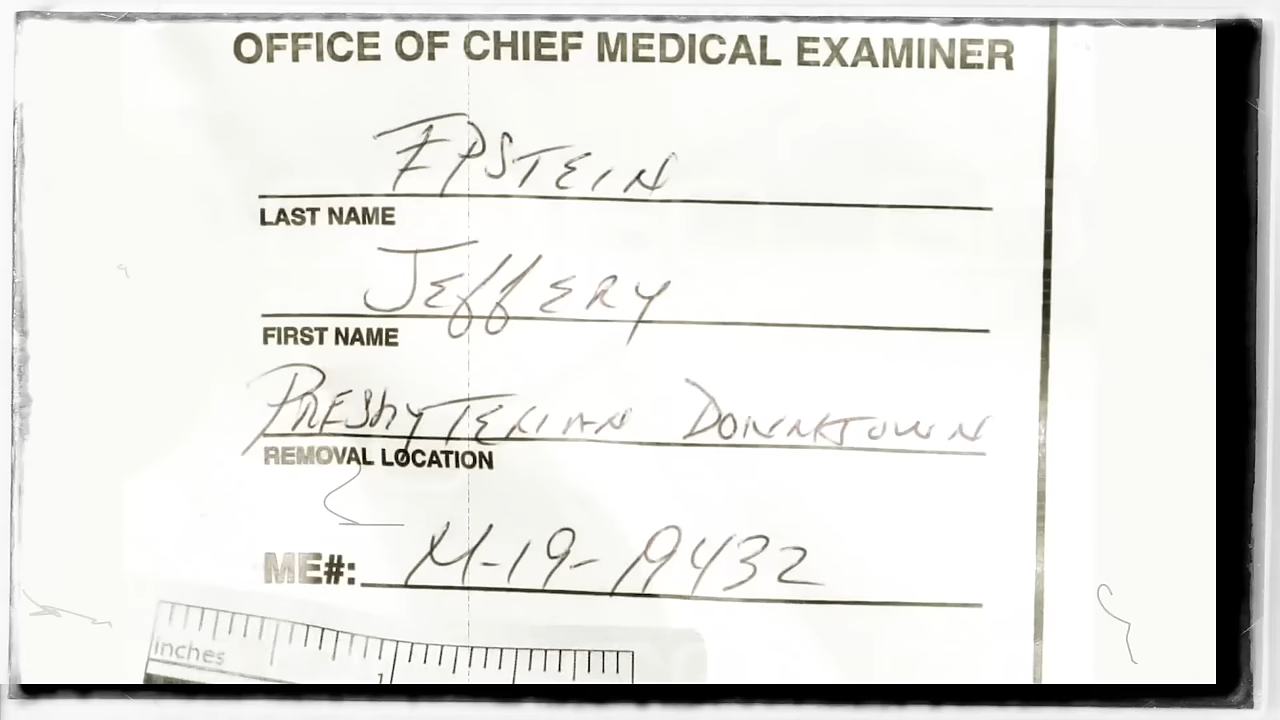 OFFICE OF CHIEF MEDICAL EXAMINER
EPSTEIN
LAST NAME
JEffERY
FIRST NAME
PRESbyTERIAN DOWNTOWN
REMOVAL LOCATION
ME#: M-19-19432
inches
1